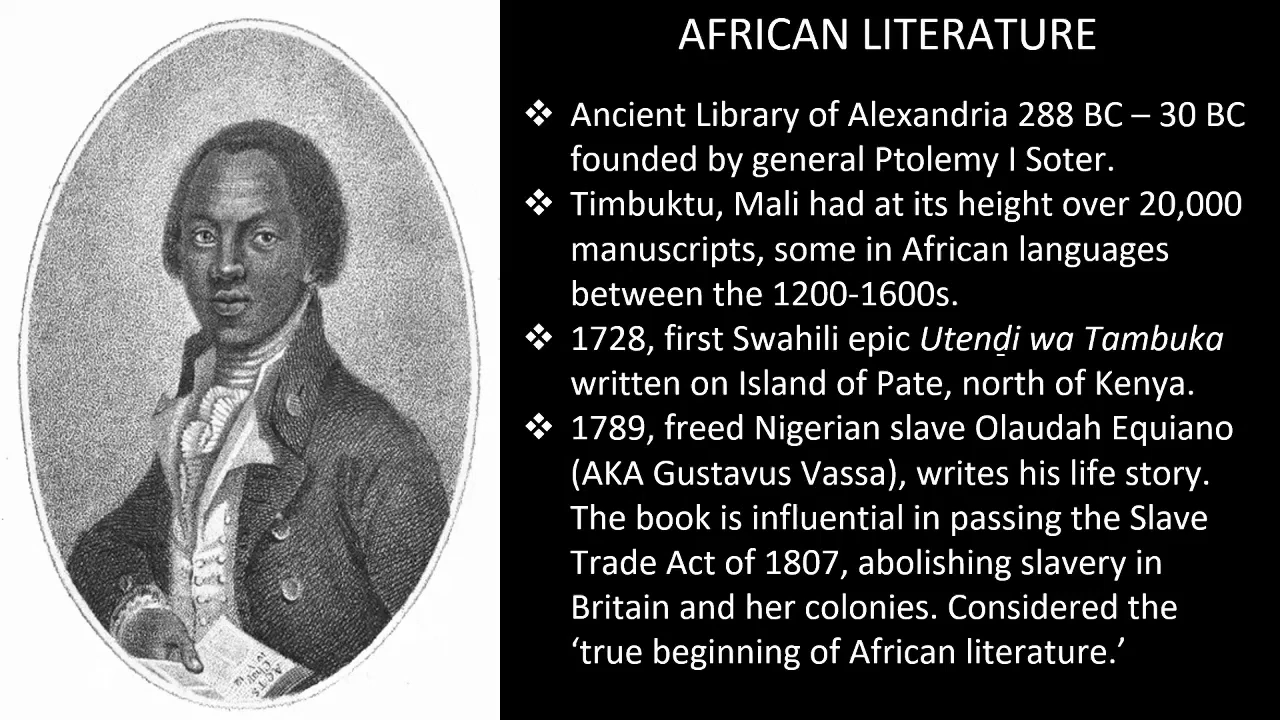 AFRICAN LITERATURE
❖ Ancient Library of Alexandria 288 BC – 30 BC
founded by general Ptolemy I Soter.
❖ Timbuktu, Mali had at its height over 20,000
manuscripts, some in African languages
between the 1200-1600s.
❖ 1728, first Swahili epic Utenḏi wa Tambuka
written on Island of Pate, north of Kenya.
❖ 1789, freed Nigerian slave Olaudah Equiano
(AKA Gustavus Vassa), writes his life story.
The book is influential in passing the Slave
Trade Act of 1807, abolishing slavery in
Britain and her colonies. Considered the
‘true beginning of African literature.’